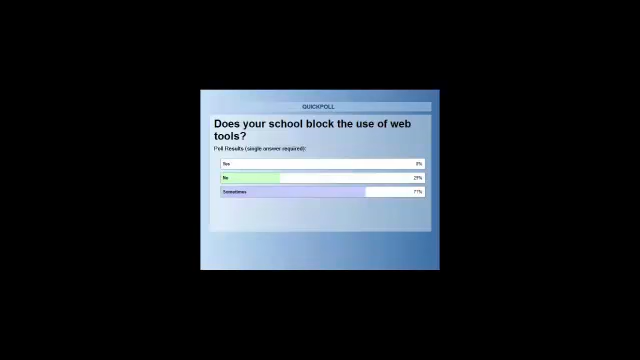 QUICKPOLL
Does your school block the use of web
tools?
Poll Results (single answer required):
Yes 0%
No 29%
Sometimes 71%